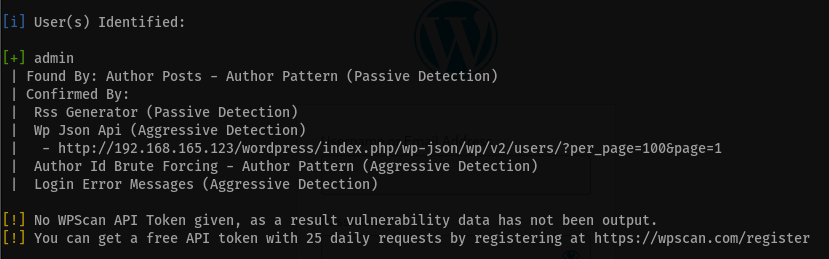 [i] User(s) Identified:
[+] admin
| Found By: Author Posts - Author Pattern (Passive Detection)
| Confirmed By:
|  Rss Generator (Passive Detection)
|  Wp Json Api (Aggressive Detection)
|   - http://192.168.165.123/wordpress/index.php/wp-json/wp/v2/users/?per_page=100&page=1
|  Author Id Brute Forcing - Author Pattern (Aggressive Detection)
|  Login Error Messages (Aggressive Detection)
[!] No WPScan API Token given, as a result vulnerability data has not been output.
[!] You can get a free API token with 25 daily requests by registering at https://wpscan.com/register